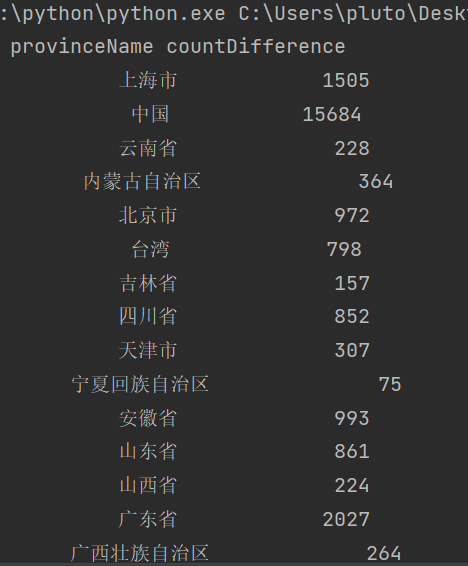 :\python\python.exe C:\Users\pluto\Desk
provinceName countDifference
上海市 1505
中国 15684
云南省 228
内蒙古自治区 364
北京市 972
台湾 798
吉林省 157
四川省 852
天津市 307
宁夏回族自治区 75
安徽省 993
山东省 861
山西省 224
广东省 2027
广西壮族自治区 264